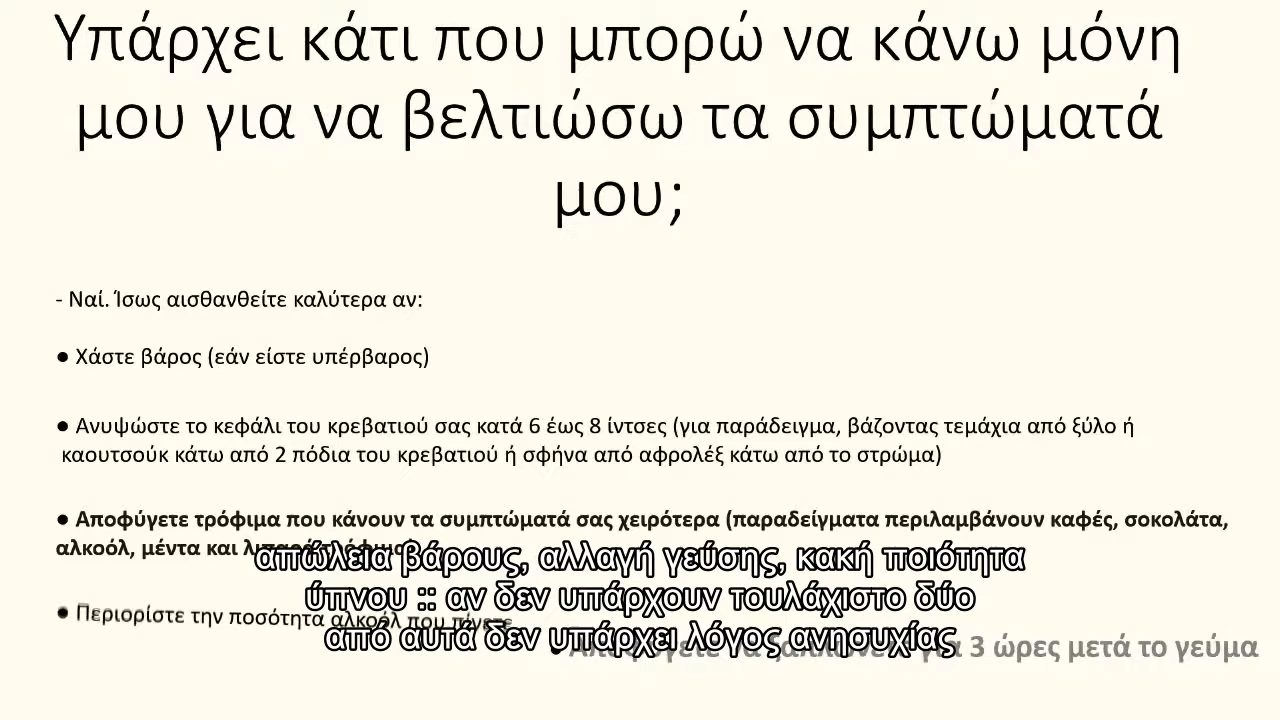 Υπάρχει κάτι που μπορώ να κάνω μόνη
μου για να βελτιώσω τα συμπτώματά
μου;
- Ναί. Ίσως αισθανθείτε καλύτερα αν:
● Χάστε βάρος (εάν είστε υπέρβαρος)
● Ανυψώστε το κεφάλι του κρεβατιού σας κατά 6 έως 8 ίντσες (για παράδειγμα, βάζοντας τεμάχια από ξύλο ή
καουτσούκ κάτω από 2 πόδια του κρεβατιού ή σφήνα από αφρολέξ κάτω από το στρώμα)
● Αποφύγετε τρόφιμα που κάνουν τα συμπτώματά σας χειρότερα (παραδείγματα περιλαμβάνουν καφές, σοκολάτα,
αλκοόλ, μέντα και
απώλεια βάρους, αλλαγή γεύσης, κακή ποιότητα
ύπνου :: αν δεν υπάρχουν τουλάχιστο δύο
από αυτά δεν υπάρχει λόγος ανησυχίας
● Περιορίστε την ποσότητα αλκοόλ που πίνετε
για 3 ώρες μετά το γεύμα